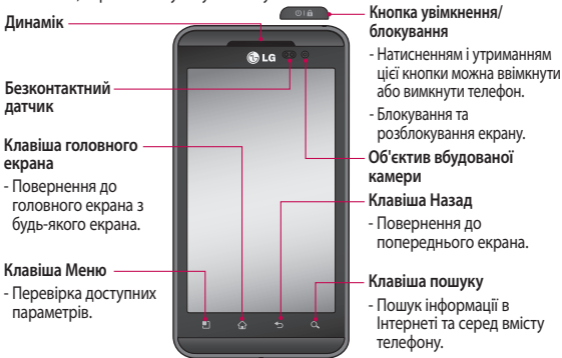 Динамік
Безконтактний
датчик
Клавіша головного
екрана
- Повернення до
головного екрана з
будь-якого екрана.
Клавіша Меню
- Перевірка доступних
параметрів.
LG
Кнопка увімкнення/
блокування
- Натисненням і утриманням
цієї кнопки можна ввімкнути
або вимкнути телефон.
- Блокування та
розблокування екрану.
Об'єктив вбудованої
камери
Клавіша Назад
- Повернення до
попереднього екрана.
Клавіша пошуку
- Пошук інформації в
Інтернеті та серед вмісту
телефону.